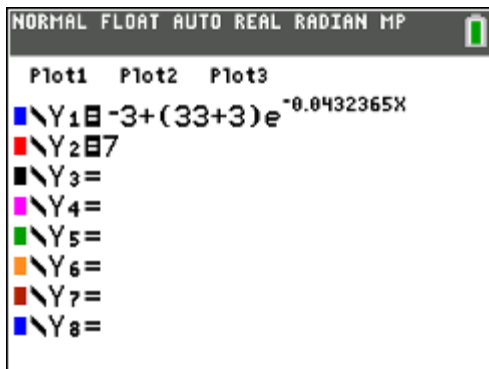 NORMAL FLOAT AUTO REAL RADIAN MP
Plot1 Plot2 Plot3
\Y₁=⁻3+(33+3)e^⁻0.0432365X
\Y₂=7
\Y₃=
\Y₄=
\Y₅=
\Y₆=
\Y₇=
\Y₈=